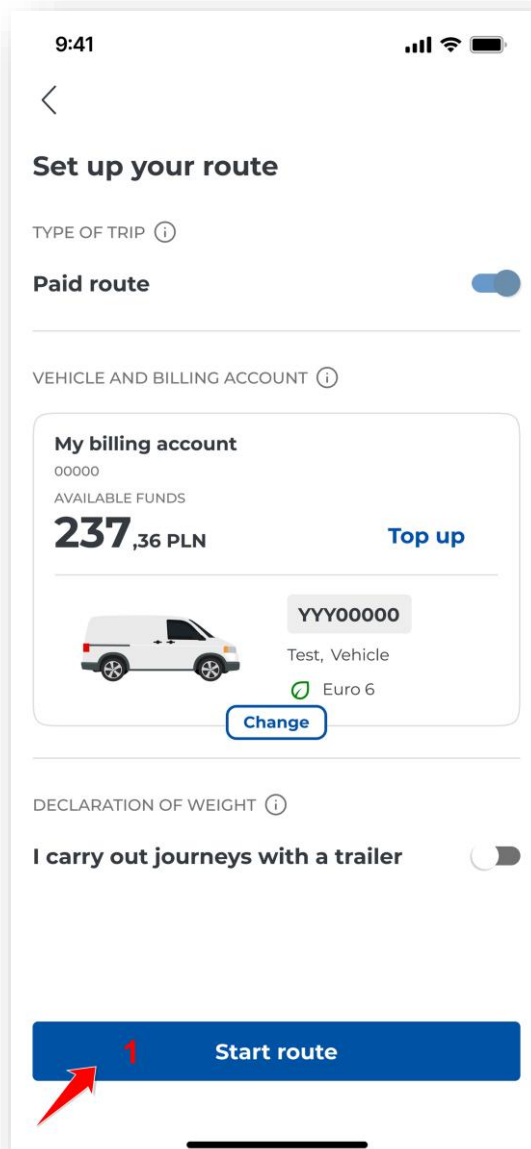 9:41
Set up your route
TYPE OF TRIP
Paid route
VEHICLE AND BILLING ACCOUNT
My billing account
00000
AVAILABLE FUNDS
237,36 PLN
Top up
YYY00000
Test, Vehicle
Euro 6
Change
DECLARATION OF WEIGHT
I carry out journeys with a trailer
1 Start route